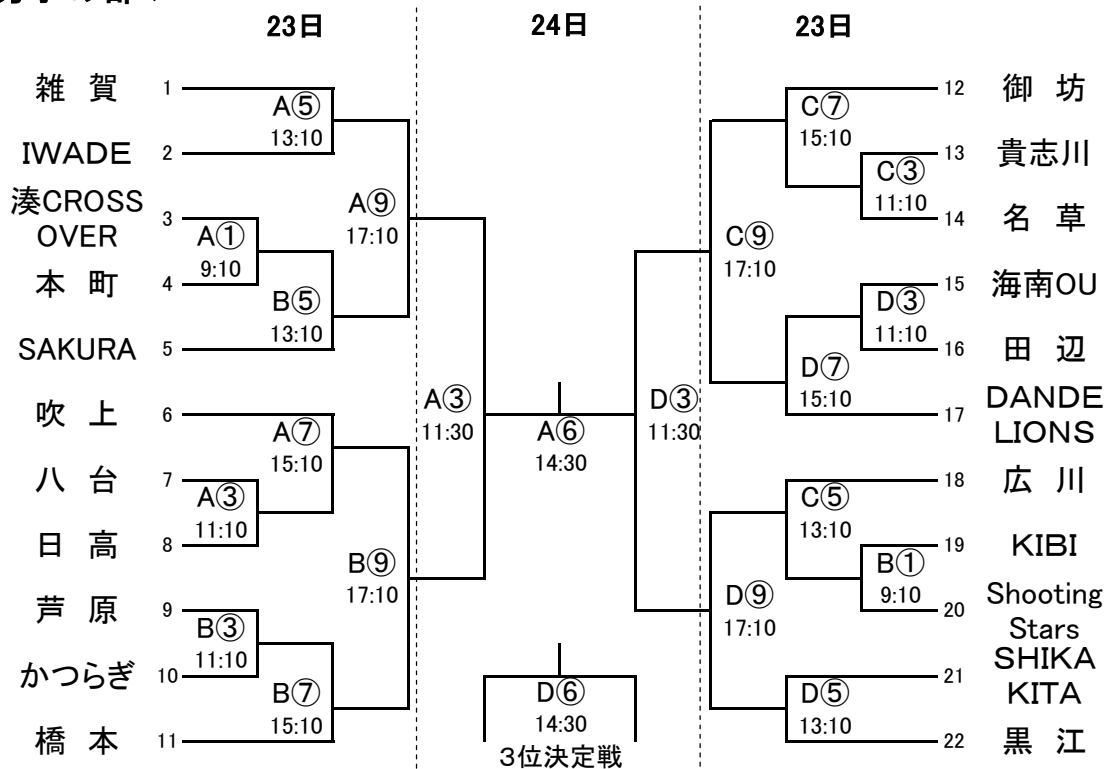 23日 24日 23日
雑 賀 1
A⑤
13:10
IWADE 2
湊CROSS
OVER 3
A①
9:10
本 町 4
B⑤
13:10
SAKURA 5
A⑨
17:10
吹 上 6
A⑦
15:10
八 台 7
A③
11:10
日 高 8
B⑨
17:10
芦 原 9
B③
11:10
かつらぎ 10
B⑦
15:10
橋 本 11
A③
11:30
A⑥
14:30
D③
11:30
D⑥
14:30
3位決定戦
12 御 坊
C⑦
15:10
13 貴志川
C③
11:10
14 名 草
C⑨
17:10
15 海南OU
D③
11:10
16 田 辺
D⑦
15:10
17 DANDE
LIONS
18 広 川
C⑤
13:10
19 KIBI
B①
9:10
20 Shooting
Stars
D⑨
17:10
21 SHIKA
KITA
D⑤
13:10
22 黒 江